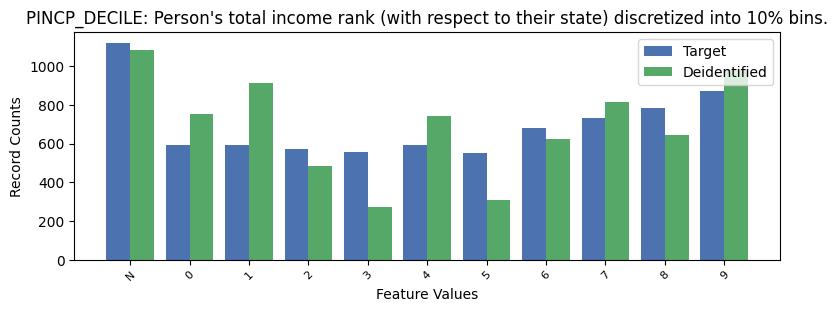 PINCP_DECILE: Person's total income rank (with respect to their state) discretized into 10% bins.
Target
Deidentified
Record Counts
1000
800
600
400
200
0
N 0 1 2 3 4 5 6 7 8 9
Feature Values